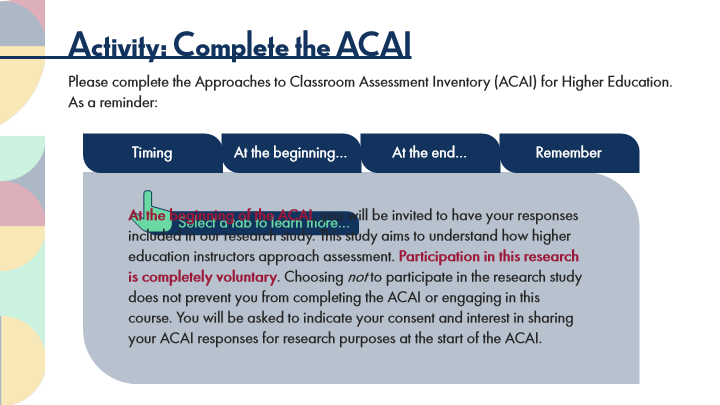 Activity: Complete the ACAI
Please complete the Approaches to Classroom Assessment Inventory (ACAI) for Higher Education.
As a reminder:
Timing
At the beginning...
At the end...
Remember
At the beginning of the ACAI, you will be invited to have your responses
Select a tab to learn more...
included in our research study. This study aims to understand how higher
education instructors approach assessment. Participation in this research
is completely voluntary. Choosing not to participate in the research study
does not prevent you from completing the ACAI or engaging in this
course. You will be asked to indicate your consent and interest in sharing
your ACAI responses for research purposes at the start of the ACAI.